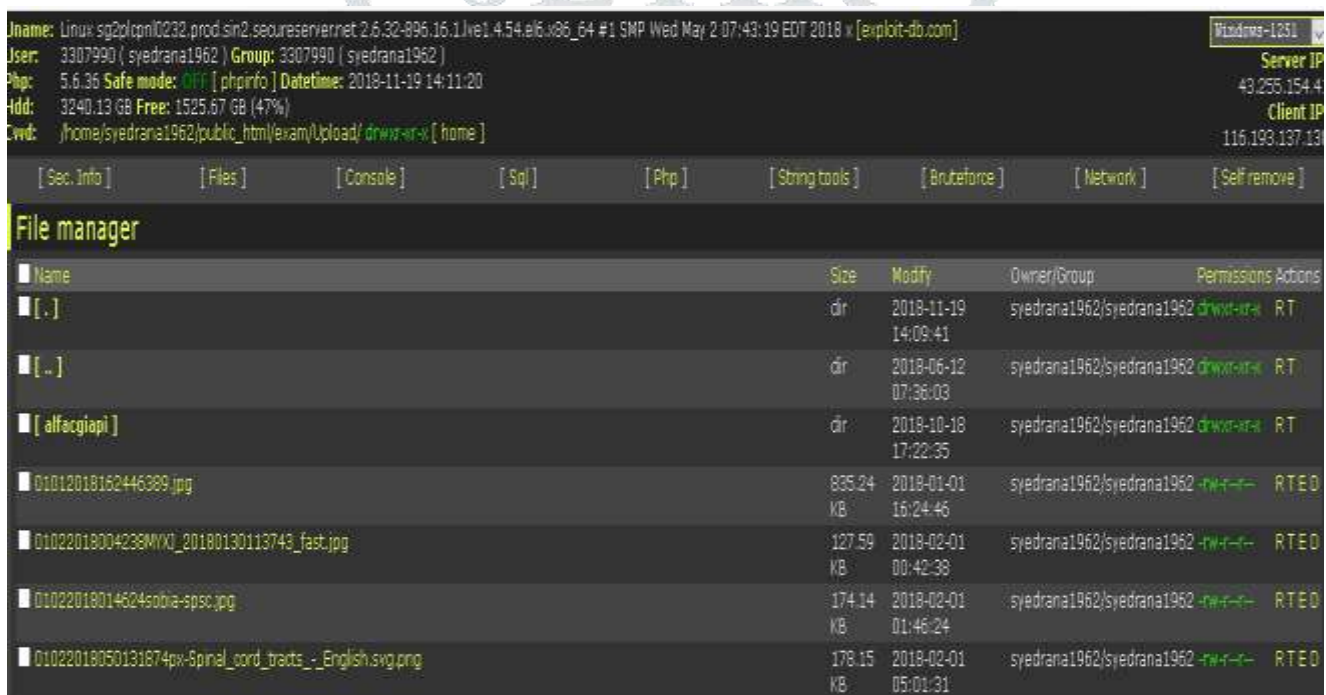 Uname: Linux sg2plcpnl0232.prod.sin2.secureserver.net 2.6.32-896.16.1.lve1.4.54.el6.x86_64 #1 SMP Wed May 2 07:43:19 EDT 2018 x [exploit-db.com]
Windows-1251
User: 3307990 ( syedrana1962 ) Group: 3307990 ( syedrana1962 )
Server IP
Php: 5.6.36 Safe mode: OFF [ phpinfo ] Datetime: 2018-11-19 14:11:20
43.255.154.4
Hdd: 3240.13 GB Free: 1525.67 GB (47%)
Client IP
Cwd: /home/syedrana1962/public_html/exam/Upload/ drwxr-xr-x [ home ]
116.193.137.13
[ Sec. Info ] [ Files ] [ Console ] [ Sql ] [ Php ] [ String tools ] [ Bruteforce ] [ Network ] [ Self remove ]
File manager
Name Size Modify Owner/Group Permissions Actions
[ . ] dir 2018-11-19 syedrana1962/syedrana1962 drwxr-xr-x R T
14:09:41
[ .. ] dir 2018-06-12 syedrana1962/syedrana1962 drwxr-xr-x R T
07:36:03
[ alfacgiapi ] dir 2018-10-18 syedrana1962/syedrana1962 drwxr-xr-x R T
17:22:35
01012018162446389.jpg 835.24 2018-01-01 syedrana1962/syedrana1962 -rw-r--r-- R T E D
KB 16:24:46
01022018004238MYXJ_20180130113743_fast.jpg 127.59 2018-02-01 syedrana1962/syedrana1962 -rw-r--r-- R T E D
KB 00:42:38
01022018014624sobia-spsc.jpg 174.14 2018-02-01 syedrana1962/syedrana1962 -rw-r--r-- R T E D
KB 01:46:24
01022018050131874px-Spinal_cord_tracts_-_English.svg.png 178.15 2018-02-01 syedrana1962/syedrana1962 -rw-r--r-- R T E D
KB 05:01:31